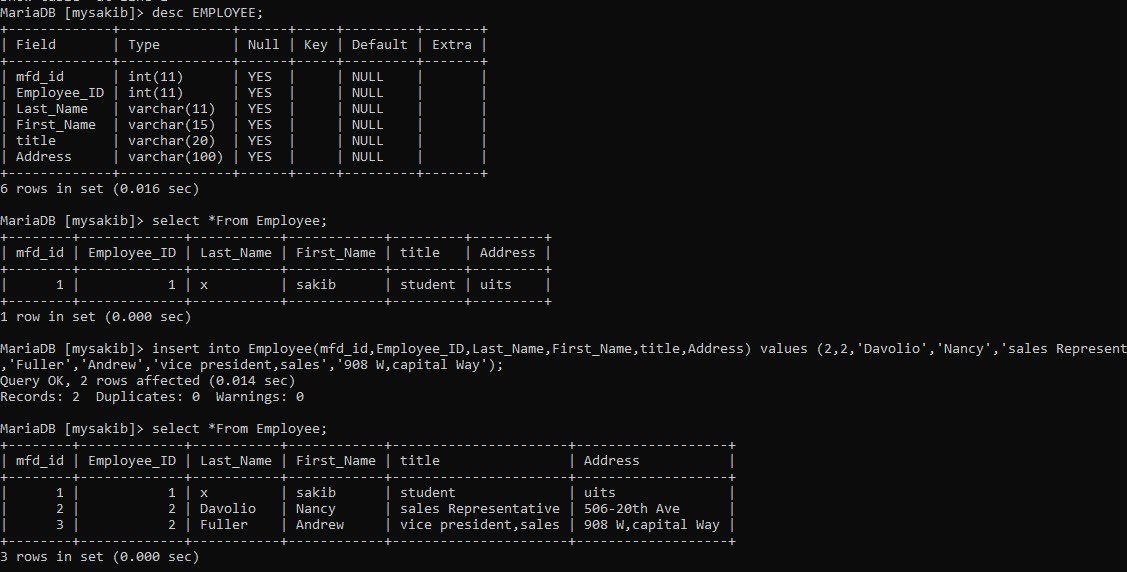 MariaDB [mysakib]> desc EMPLOYEE;
+-------------+--------------+------+-----+---------+-------+
| Field       | Type         | Null | Key | Default | Extra |
+-------------+--------------+------+-----+---------+-------+
| mfd_id      | int(11)      | YES  |     | NULL    |       |
| Employee_ID | int(11)      | YES  |     | NULL    |       |
| Last_Name   | varchar(11)  | YES  |     | NULL    |       |
| First_Name  | varchar(15)  | YES  |     | NULL    |       |
| title       | varchar(20)  | YES  |     | NULL    |       |
| Address     | varchar(100) | YES  |     | NULL    |       |
+-------------+--------------+------+-----+---------+-------+
6 rows in set (0.016 sec)
MariaDB [mysakib]> select *From Employee;
+--------+-------------+-----------+------------+---------+---------+
| mfd_id | Employee_ID | Last_Name | First_Name | title   | Address |
+--------+-------------+-----------+------------+---------+---------+
|      1 |           1 | x         | sakib      | student | uits    |
+--------+-------------+-----------+------------+---------+---------+
1 row in set (0.000 sec)
MariaDB [mysakib]> insert into Employee(mfd_id,Employee_ID,Last_Name,First_Name,title,Address) values (2,2,'Davolio','Nancy','sales Represent
,'Fuller','Andrew','vice president,sales','908 W,capital Way');
Query OK, 2 rows affected (0.014 sec)
Records: 2  Duplicates: 0  Warnings: 0
MariaDB [mysakib]> select *From Employee;
+--------+-------------+-----------+------------+----------------------+-------------------+
| mfd_id | Employee_ID | Last_Name | First_Name | title                | Address           |
+--------+-------------+-----------+------------+----------------------+-------------------+
|      1 |           1 | x         | sakib      | student              | uits              |
|      2 |           2 | Davolio   | Nancy      | sales Representative | 506-20th Ave      |
|      3 |           2 | Fuller    | Andrew     | vice president,sales | 908 W,capital Way |
+--------+-------------+-----------+------------+----------------------+-------------------+
3 rows in set (0.000 sec)